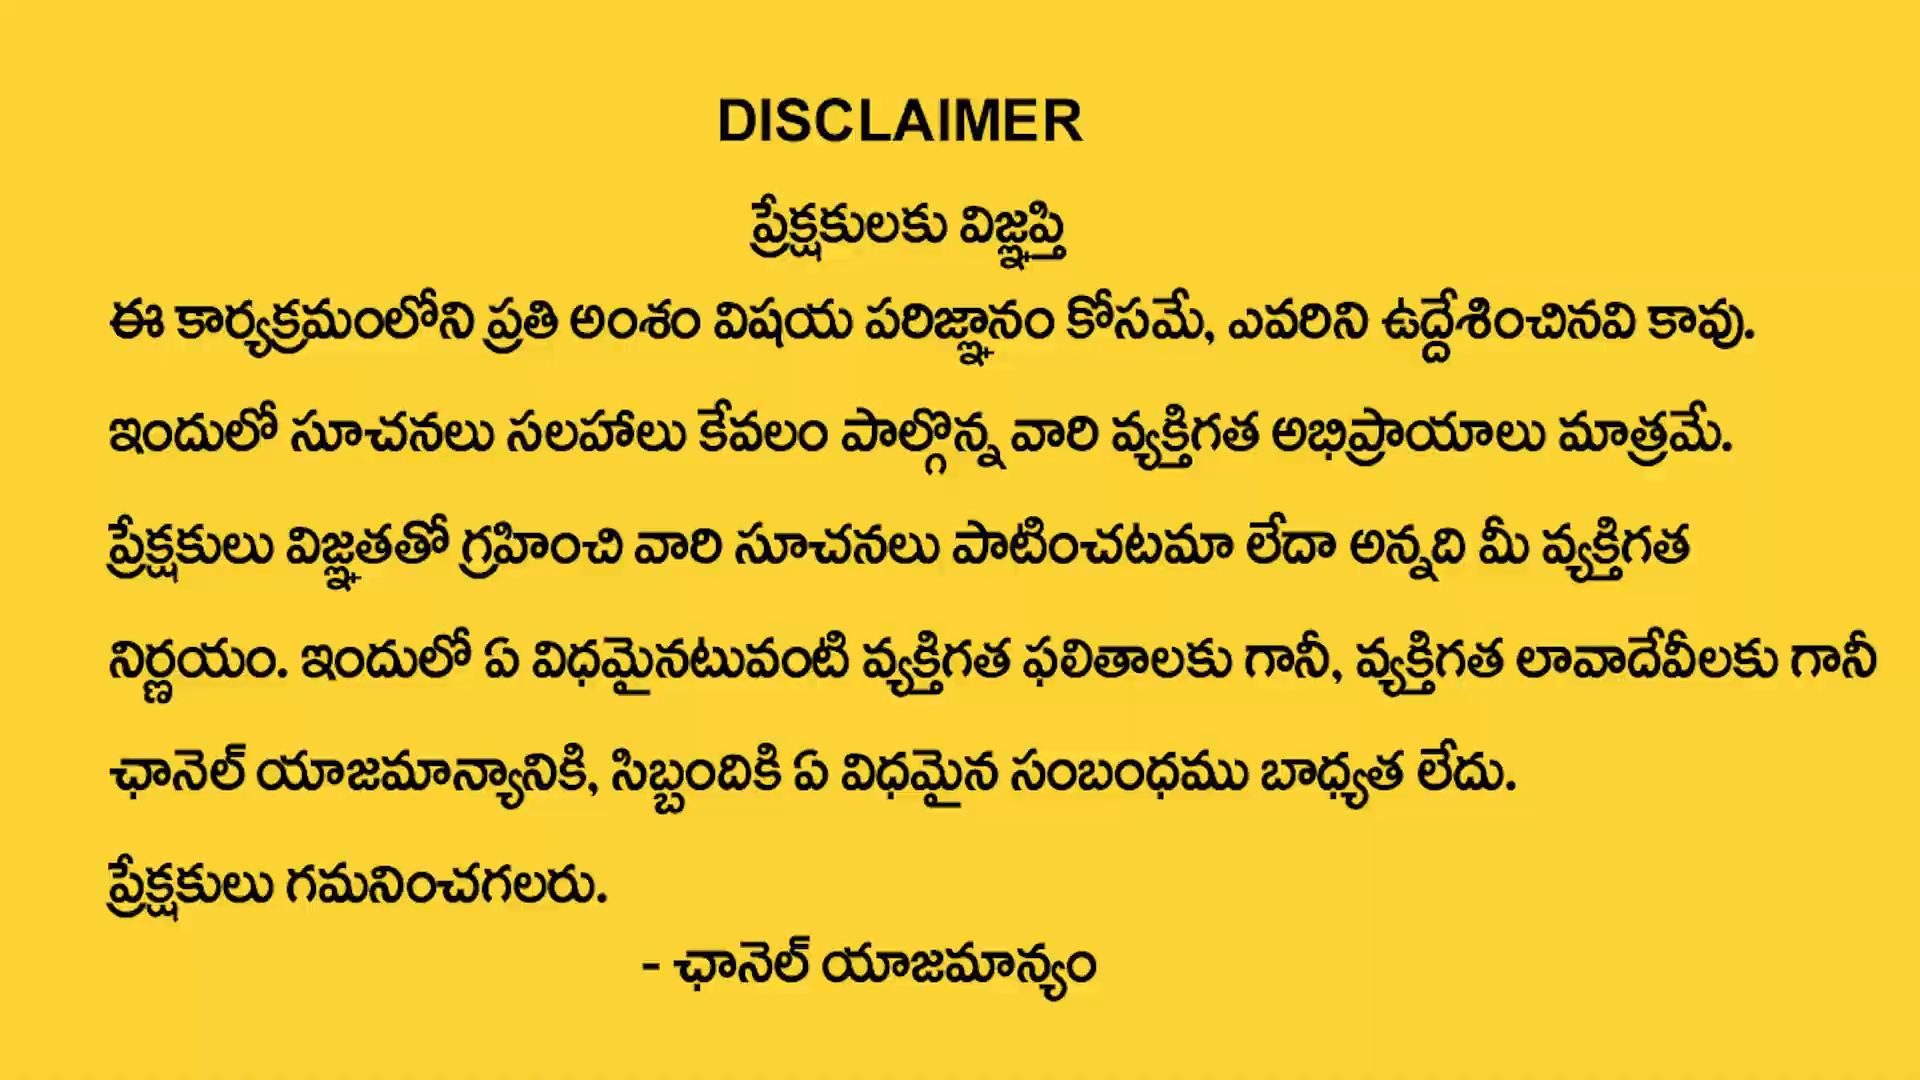 DISCLAIMER
ప్రేక్షకులకు విజ్ఞప్తి
ఈ కార్యక్రమంలోని ప్రతి అంశం విషయ పరిజ్ఞానం కోసమే, ఎవరిని ఉద్దేశించినవి కావు.
ఇందులో సూచనలు సలహాలు కేవలం పాల్గొన్న వారి వ్యక్తిగత అభిప్రాయాలు మాత్రమే.
ప్రేక్షకులు విజ్ఞతతో గ్రహించి వారి సూచనలు పాటించటమా లేదా అన్నది మీ వ్యక్తిగత
నిర్ణయం. ఇందులో ఏ విధమైనటువంటి వ్యక్తిగత ఫలితాలకు గానీ, వ్యక్తిగత లావాదేవీలకు గానీ
ఛానెల్ యాజమాన్యానికి, సిబ్బందికి ఏ విధమైన సంబంధము బాధ్యత లేదు.
ప్రేక్షకులు గమనించగలరు.
- ఛానెల్ యాజమాన్యం